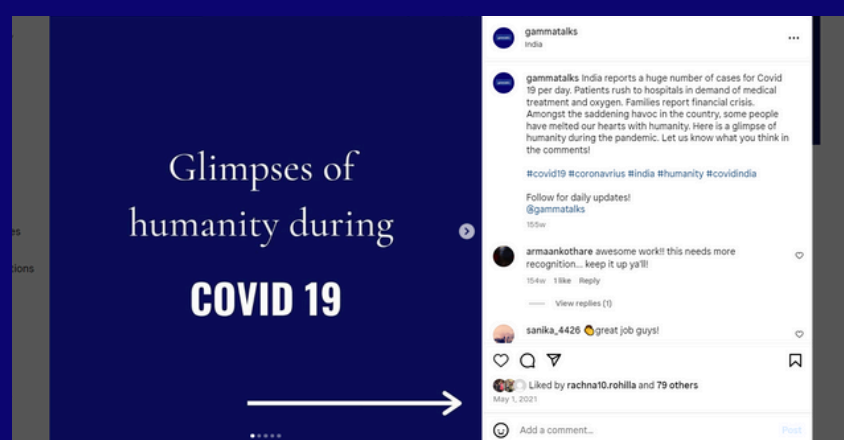 Glimpses of
humanity during
COVID 19
gammatalks
India
gammatalks India reports a huge number of cases for Covid
19 per day. Patients rush to hospitals in demand of medical
treatment and oxygen. Families report financial crisis.
Amongst the saddening havoc in the country, some people
have melted our hearts with humanity. Here is a glimpse of
humanity during the pandemic. Let us know what you think in
the comments!
#covid19 #coronavrius #india #humanity #covidindia
Follow for daily updates!
@gammatalks
155w
armaankothare awesome work!! this needs more
recognition... keep it up ya'll!
154w 1 like Reply
View replies (1)
sanika_4426 👏great job guys!
Liked by rachna10.rohilla and 79 others
May 1, 2021
Add a comment...
Post